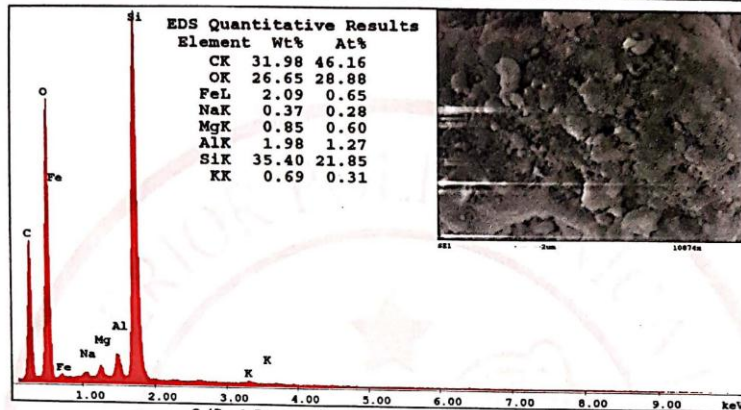 EDS Quantitative Results
Element Wt% At%
CK 31.98 46.16
OK 26.65 28.88
FeL 2.09 0.65
NaK 0.37 0.28
MgK 0.85 0.60
AlK 1.98 1.27
SiK 35.40 21.85
KK 0.69 0.31
Si
O
Fe
C
Fe
Na
Mg
Al
K
K
SE1 2um 10874x
1.00 2.00 3.00 4.00 5.00 6.00 7.00 8.00 9.00 keV